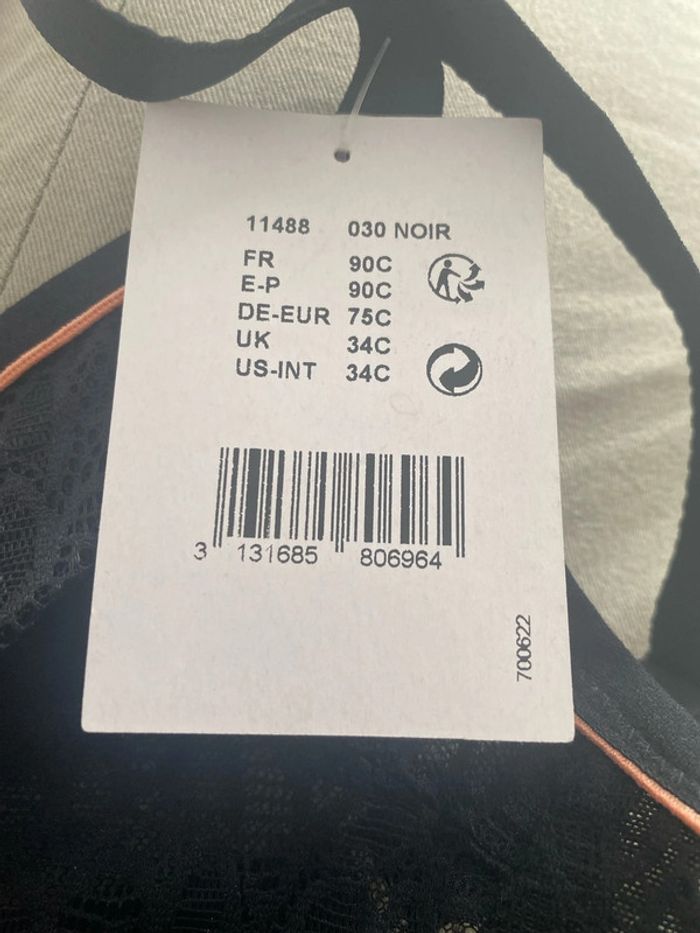 11488 030 NOIR
FR 90C
E-P 90C
DE-EUR 75C
UK 34C
US-INT 34C
3 131685 806964
700622